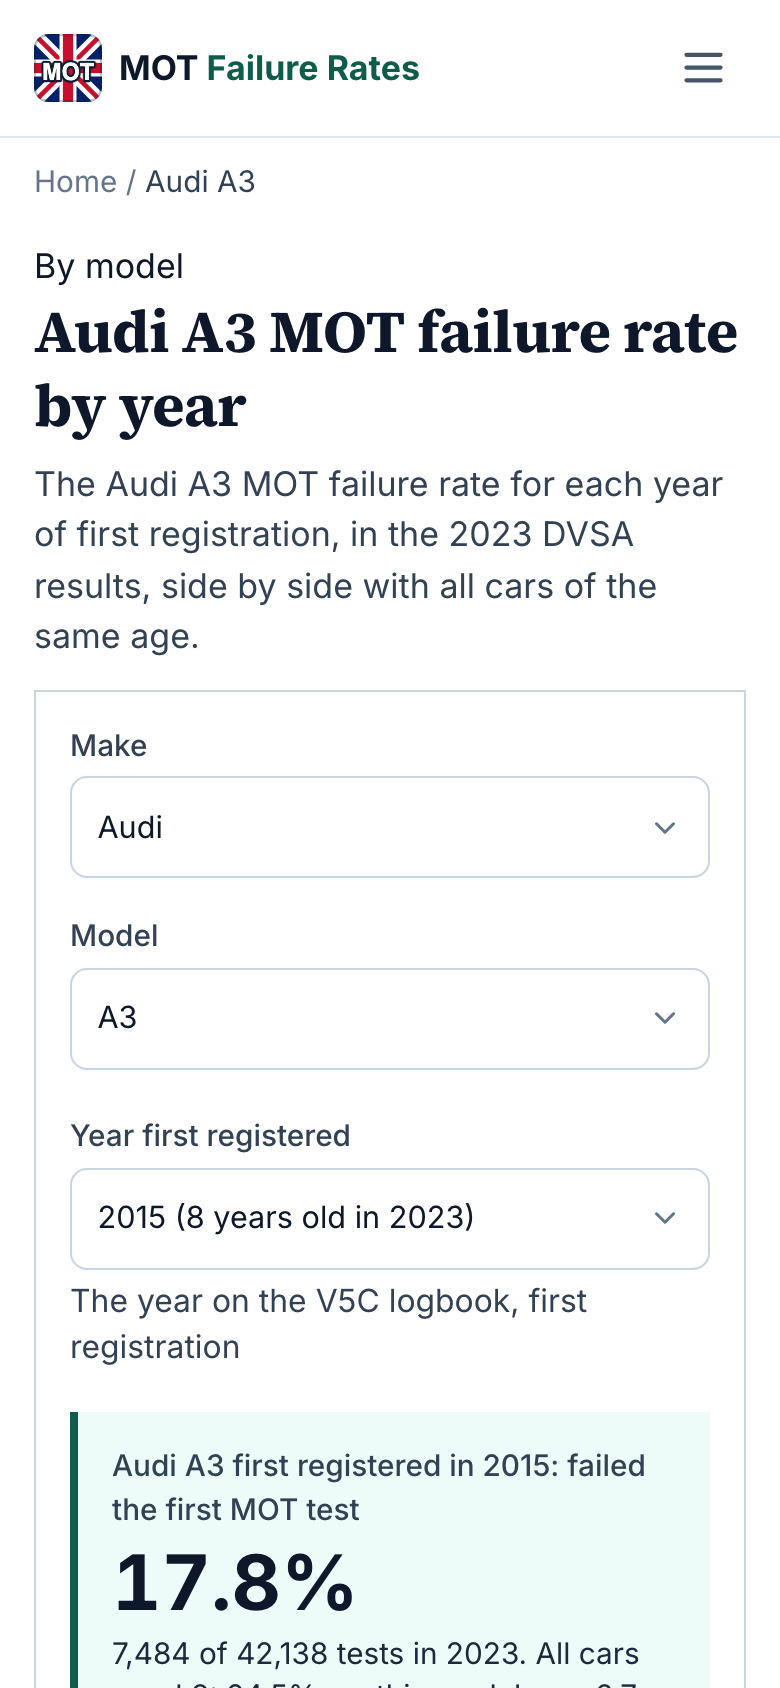 MOT
MOT Failure Rates
Home / Audi A3
By model
Audi A3 MOT failure rate
by year
The Audi A3 MOT failure rate for each year
of first registration, in the 2023 DVSA
results, side by side with all cars of the
same age.
Make
Audi
Model
A3
Year first registered
2015 (8 years old in 2023)
The year on the V5C logbook, first
registration
Audi A3 first registered in 2015: failed
the first MOT test
17.8%
7,484 of 42,138 tests in 2023. All cars